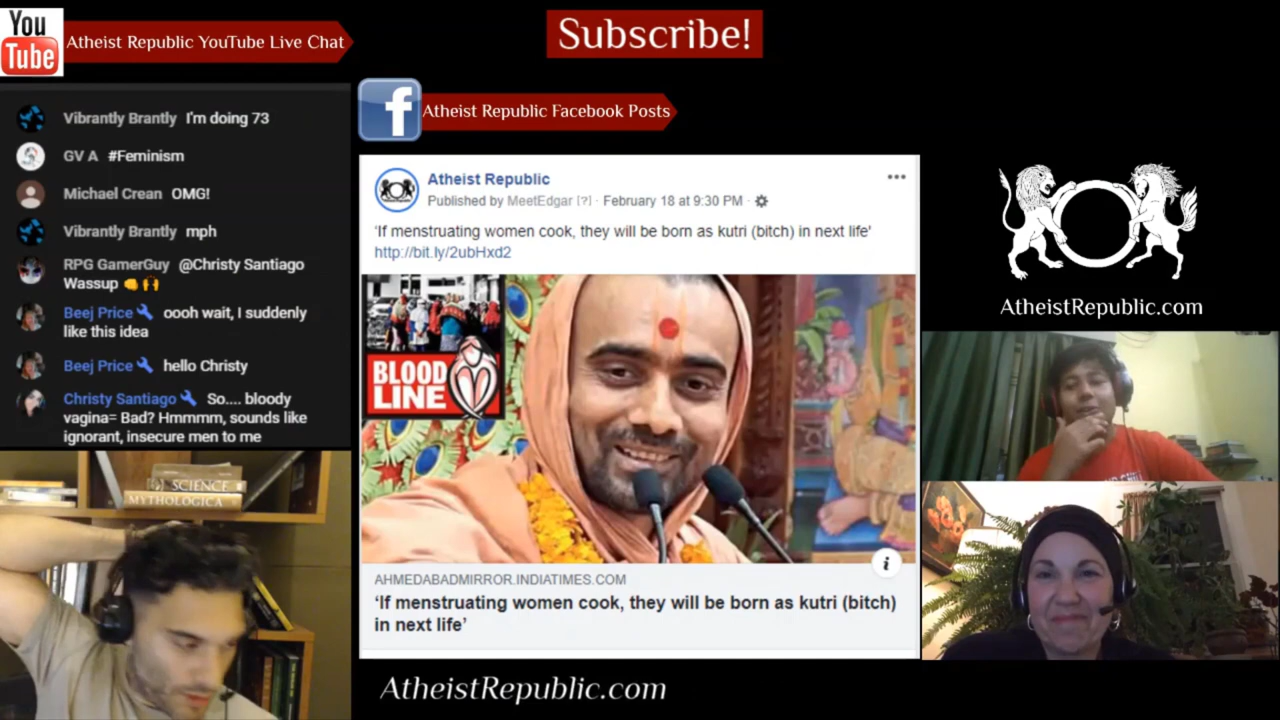 You
Tube
Atheist Republic YouTube Live Chat
Subscribe!
Vibrantly Brantly I'm doing 73
GV A #Feminism
Michael Crean OMG!
Vibrantly Brantly mph
RPG GamerGuy @Christy Santiago
Wassup 👊🙌
Beej Price oooh wait, I suddenly
like this idea
Beej Price hello Christy
Christy Santiago So.... bloody
vagina= Bad? Hmmmm, sounds like
ignorant, insecure men to me
f
Atheist Republic Facebook Posts
Atheist Republic
Published by MeetEdgar [?] · February 18 at 9:30 PM ·
‘If menstruating women cook, they will be born as kutri (bitch) in next life’
http://bit.ly/2ubHxd2
BLOOD
LINE
i
AHMEDABADMIRROR.INDIATIMES.COM
‘If menstruating women cook, they will be born as kutri (bitch)
in next life’
AtheistRepublic.com
AtheistRepublic.com
SCIENCE
MYTHOLOGICA